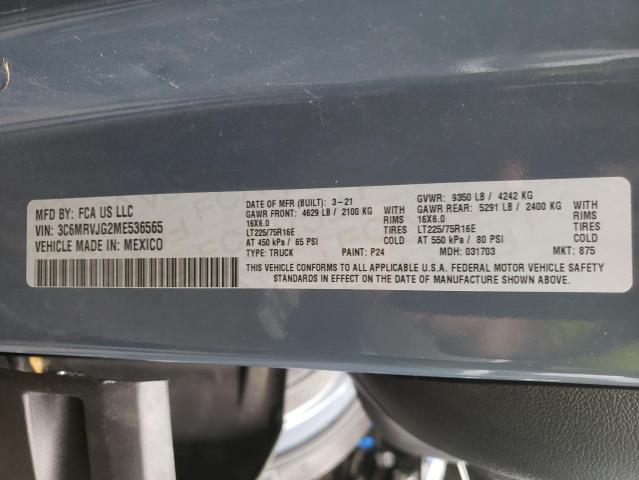 MFD BY: FCA US LLC
VIN: 3C6MRVJG2ME536565
VEHICLE MADE IN: MEXICO
DATE OF MFR (BUILT): 3-21
GAWR FRONT: 4629 LB / 2100 KG WITH
16X6.0 RIMS
LT225/75R16E TIRES
AT 450 kPa / 65 PSI COLD
TYPE: TRUCK PAINT: P24
GVWR: 9350 LB / 4242 KG
GAWR REAR: 5291 LB / 2400 KG WITH
16X6.0 RIMS
LT225/75R16E TIRES
AT 550 kPa / 80 PSI COLD
MDH: 031703 MKT: 875
THIS VEHICLE CONFORMS TO ALL APPLICABLE U.S.A. FEDERAL MOTOR VEHICLE SAFETY
STANDARDS IN EFFECT ON THE DATE OF MANUFACTURE SHOWN ABOVE.